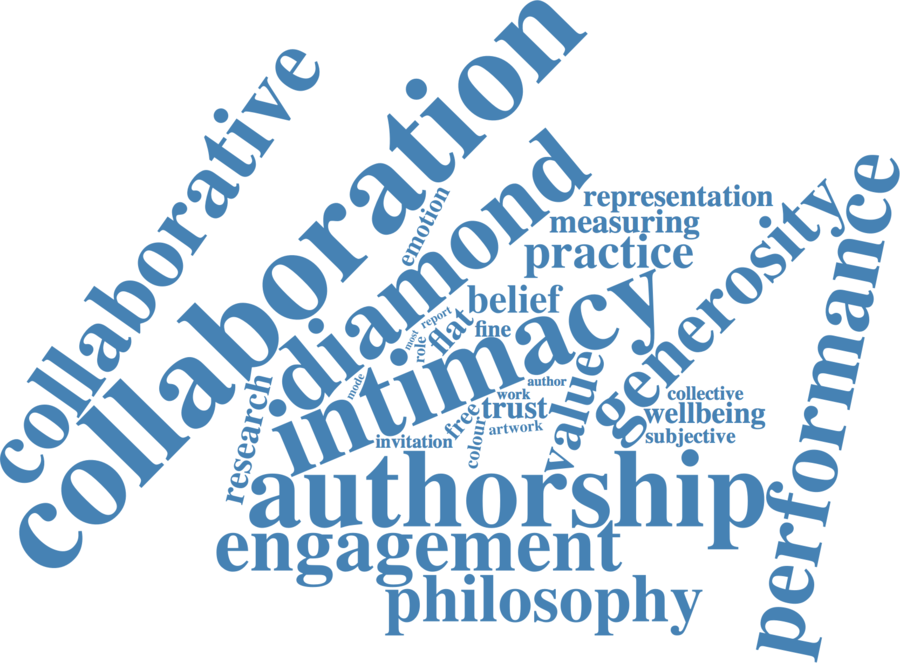 collaborative
collaboration
diamond
emotion
representation
measuring
practice
generosity
performance
belief
intimacy
report
flat
fine
most
role
mode
research
author
work
value
collective
trust
free
wellbeing
artwork
colour
invitation
subjective
authorship
engagement
philosophy